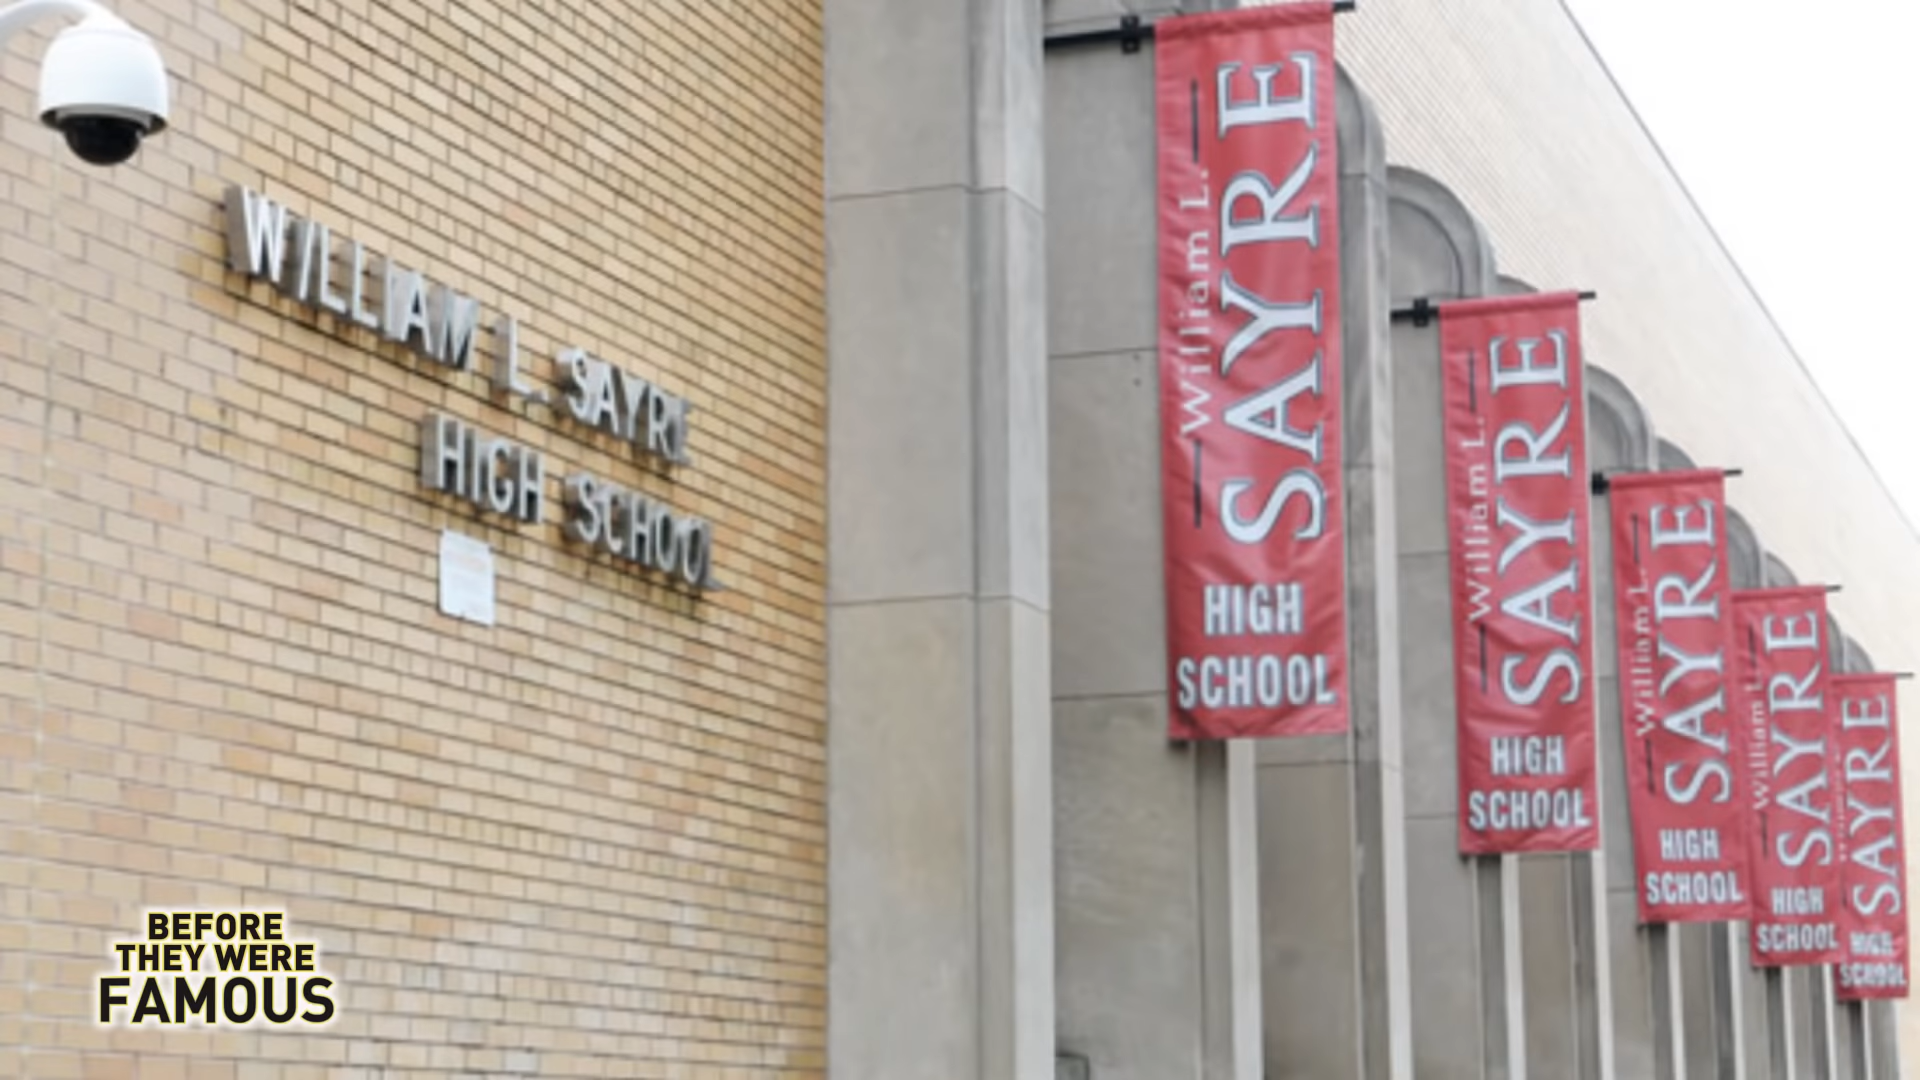 WILLIAM L. SAYRE
HIGH SCHOOL
William L.
SAYRE
HIGH
SCHOOL
William L.
SAYRE
HIGH
SCHOOL
William L.
SAYRE
HIGH
SCHOOL
William L.
SAYRE
HIGH
SCHOOL
SAYRE
HIGH
SCHOOL
BEFORE
THEY WERE
FAMOUS